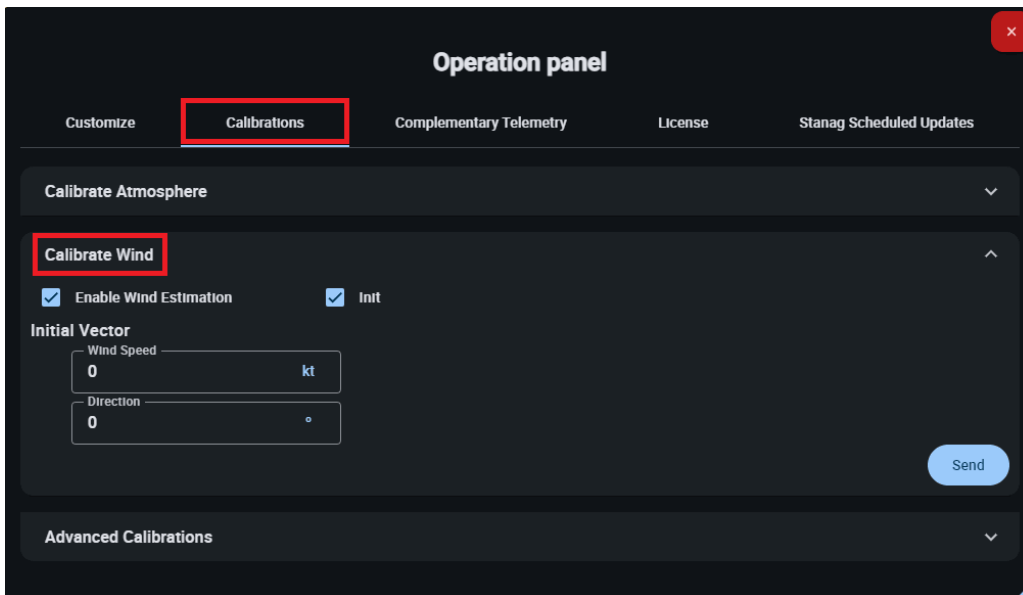 Operation panel
Customize Calibrations Complementary Telemetry License Stanag Scheduled Updates
Calibrate Atmosphere
Calibrate Wind
Enable Wind Estimation Init
Initial Vector
Wind Speed
0 kt
Direction
0 °
Send
Advanced Calibrations